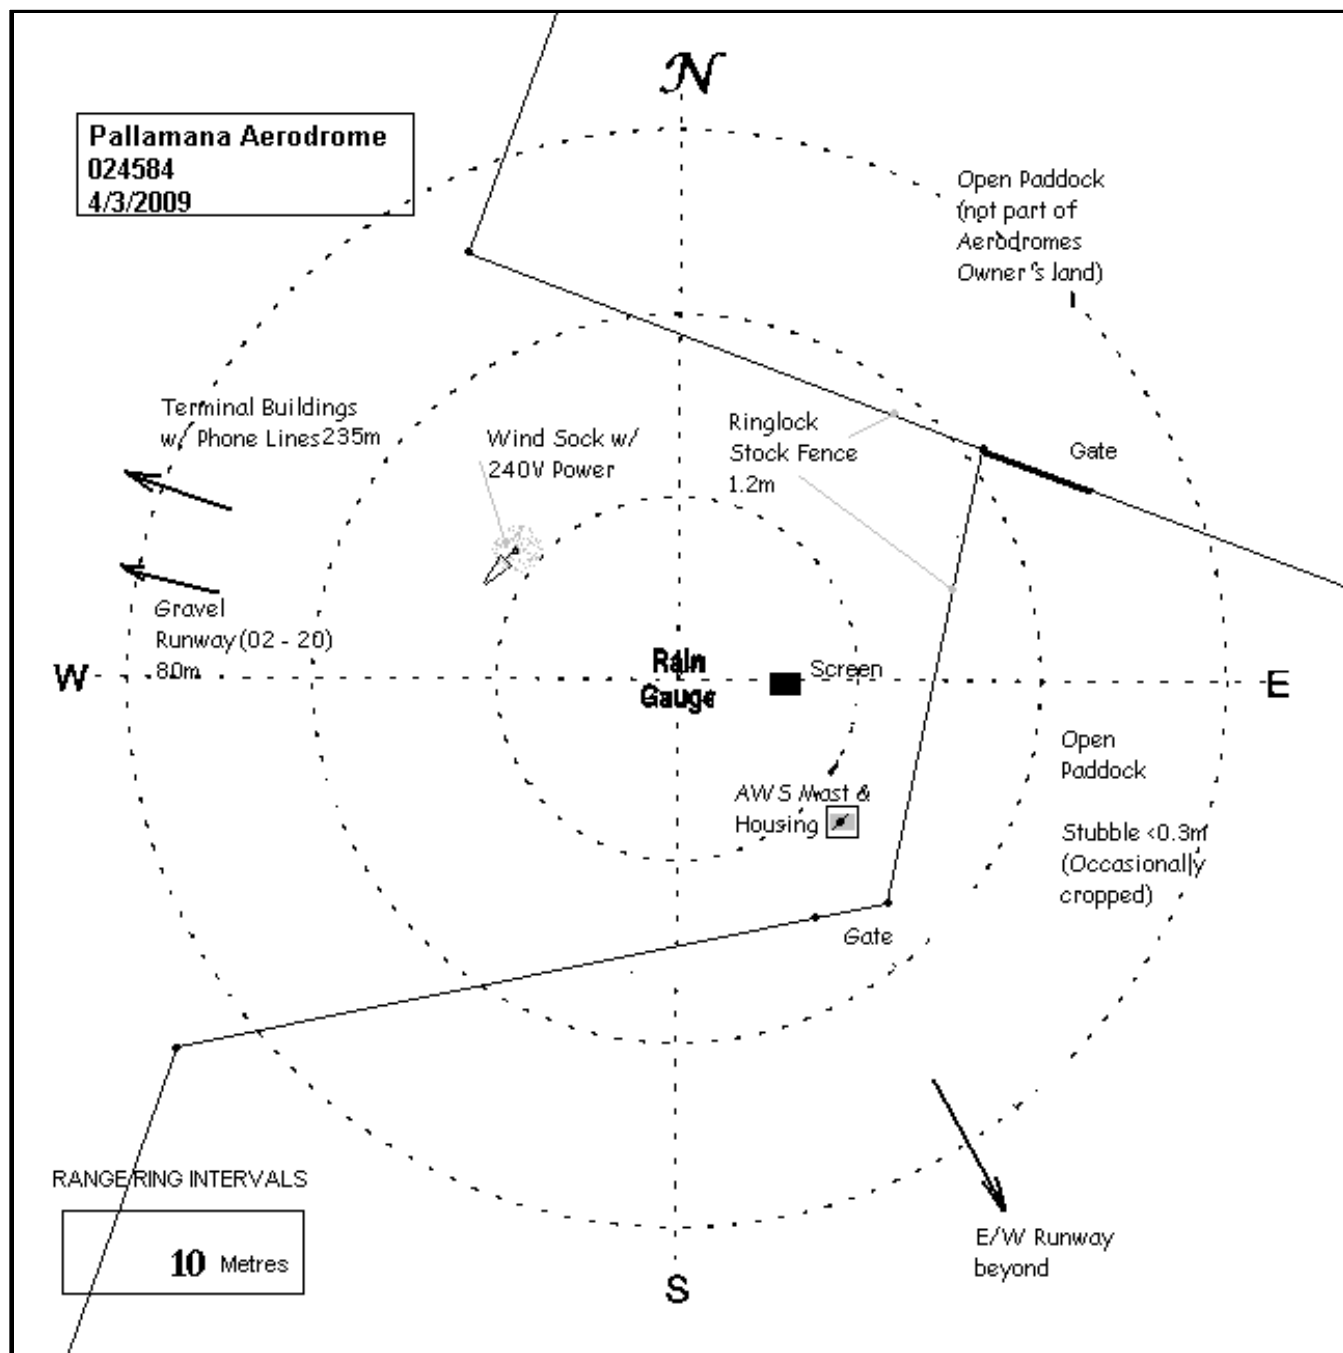 N
Pallamana Aerodrome
024584
4/3/2009
Open Paddock
(not part of
Aerodromes
Owner's land)
Terminal Buildings
w/ Phone Lines 235m
Wind Sock w/
240V Power
Ringlock
Stock Fence
1.2m
Gate
Gravel
Runway (02 - 20)
80m
W
Rain
Gauge
Screen
E
Open
Paddock
AWS Mast &
Housing
Stubble <0.3m
(Occasionally
cropped)
Gate
RANGE RING INTERVALS
10 Metres
E/W Runway
beyond
S